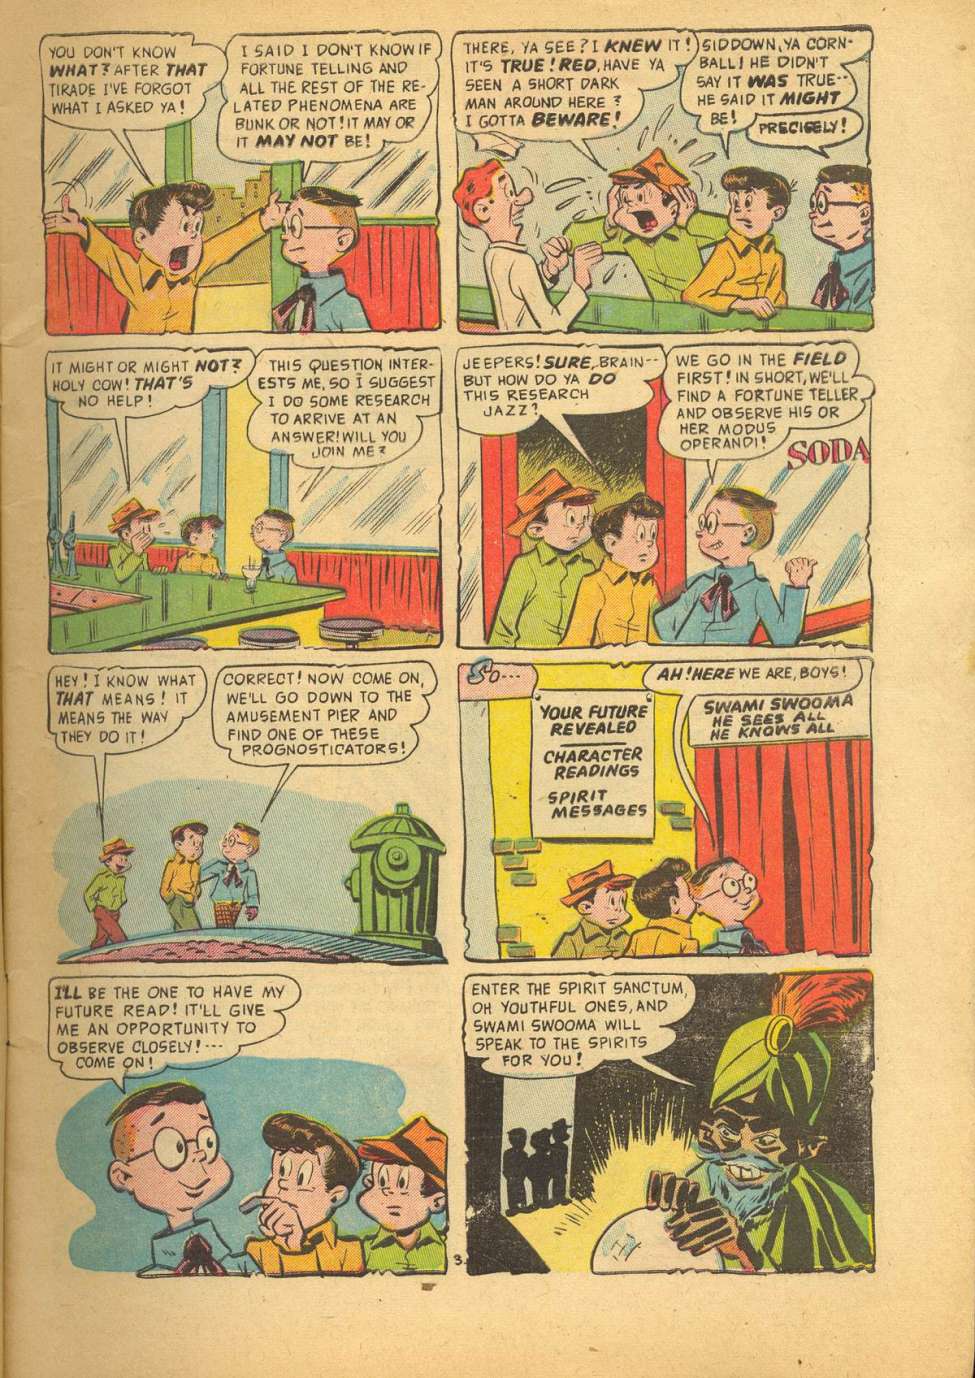 YOU DON'T KNOW
WHAT? AFTER THAT
TIRADE I'VE FORGOT
WHAT I ASKED YA!
I SAID I DON'T KNOW IF
FORTUNE TELLING AND
ALL THE REST OF THE RE-
LATED PHENOMENA ARE
BUNK OR NOT! IT MAY OR
IT MAY NOT BE!
THERE, YA SEE? I KNEW IT!
IT'S TRUE! RED, HAVE YA
SEEN A SHORT DARK
MAN AROUND HERE?
I GOTTA BEWARE!
SIDDOWN, YA CORN-
BALL! HE DIDN'T
SAY IT WAS TRUE--
HE SAID IT MIGHT
BE!
PRECISELY!
IT MIGHT OR MIGHT NOT?
HOLY COW! THAT'S
NO HELP!
THIS QUESTION INTER-
ESTS ME, SO I SUGGEST
I DO SOME RESEARCH
TO ARRIVE AT AN
ANSWER! WILL YOU
JOIN ME?
JEEPERS! SURE, BRAIN--
BUT HOW DO YA DO
THIS RESEARCH
JAZZ?
WE GO IN THE FIELD
FIRST! IN SHORT, WE'LL
FIND A FORTUNE TELLER
AND OBSERVE HIS OR
HER MODUS
OPERANDI!
SODA
HEY! I KNOW WHAT
THAT MEANS! IT
MEANS THE WAY
THEY DO IT!
CORRECT! NOW COME ON,
WE'LL GO DOWN TO THE
AMUSEMENT PIER AND
FIND ONE OF THESE
PROGNOSTICATORS!
SO---
YOUR FUTURE
REVEALED
CHARACTER
READINGS
SPIRIT
MESSAGES
AH! HERE WE ARE, BOYS!
SWAMI SWOOMA
HE SEES ALL
HE KNOWS ALL
I'LL BE THE ONE TO HAVE MY
FUTURE READ! IT'LL GIVE
ME AN OPPORTUNITY TO
OBSERVE CLOSELY!---
COME ON!
3
ENTER THE SPIRIT SANCTUM,
OH YOUTHFUL ONES, AND
SWAMI SWOOMA WILL
SPEAK TO THE SPIRITS
FOR YOU!